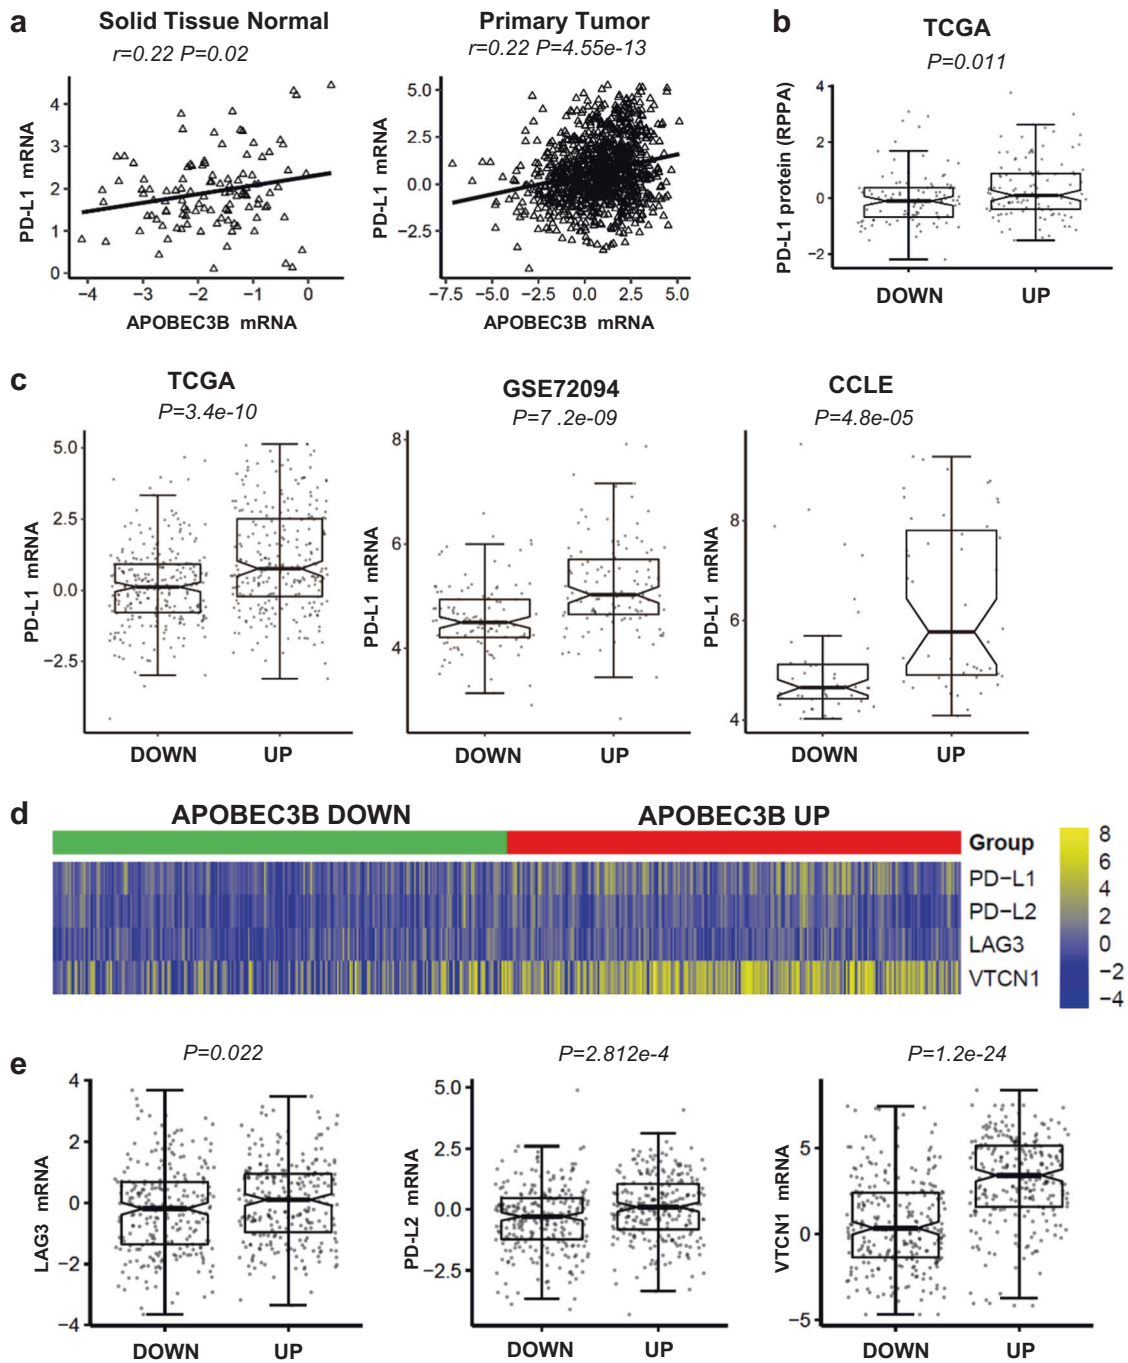 a
Solid Tissue Normal
r=0.22 P=0.02
PD-L1 mRNA
4
3
2
1
0
−4 −3 −2 −1 0
APOBEC3B mRNA
Primary Tumor
r=0.22 P=4.55e-13
PD-L1 mRNA
5.0
2.5
0.0
−2.5
−7.5 −5.0 −2.5 0.0 2.5 5.0
APOBEC3B mRNA
b
TCGA
P=0.011
PD-L1 protein (RPPA)
4
2
0
−2
DOWN UP
c
TCGA
P=3.4e-10
PD-L1 mRNA
5.0
2.5
0.0
−2.5
DOWN UP
GSE72094
P=7 .2e-09
PD-L1 mRNA
8
6
4
DOWN UP
CCLE
P=4.8e-05
PD-L1 mRNA
8
6
4
DOWN UP
d
APOBEC3B DOWN APOBEC3B UP
Group
PD−L1
PD−L2
LAG3
VTCN1
8
6
4
2
0
−2
−4
e
P=0.022
LAG3 mRNA
4
2
0
−2
−4
DOWN UP
P=2.812e-4
PD-L2 mRNA
5.0
2.5
0.0
−2.5
DOWN UP
P=1.2e-24
VTCN1 mRNA
5
0
−5
DOWN UP